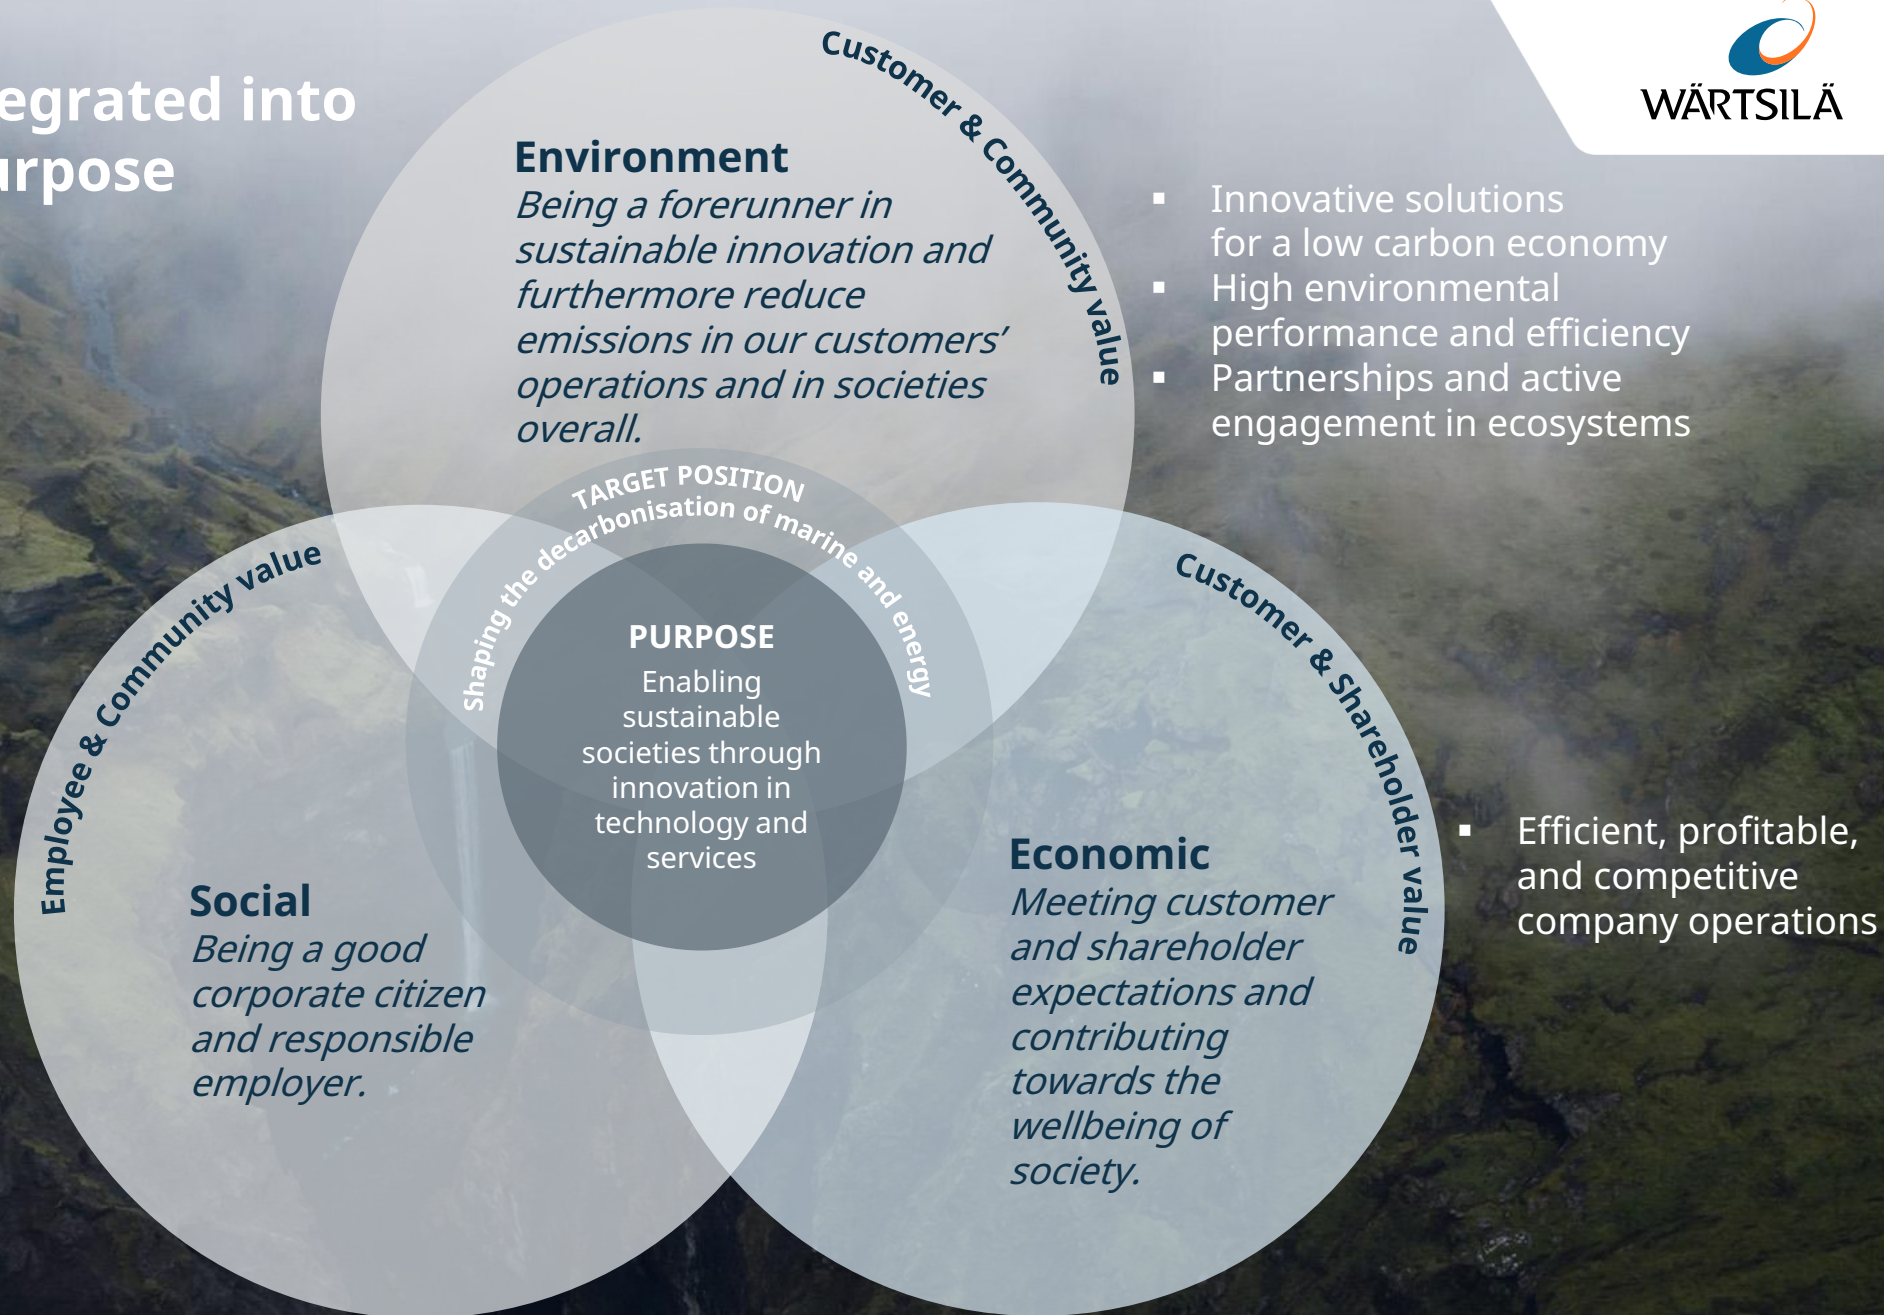 egrated into
urpose
WÄRTSILÄ
Customer & Community value
Environment
Being a forerunner in
sustainable innovation and
furthermore reduce
emissions in our customers’
operations and in societies
overall.
▪ Innovative solutions
for a low carbon economy
▪ High environmental
performance and efficiency
▪ Partnerships and active
engagement in ecosystems
TARGET POSITION
Shaping the decarbonisation of marine and energy
PURPOSE
Enabling
sustainable
societies through
innovation in
technology and
services
Employee & Community value
Social
Being a good
corporate citizen
and responsible
employer.
Customer & Shareholder value
Economic
Meeting customer
and shareholder
expectations and
contributing
towards the
wellbeing of
society.
▪ Efficient, profitable,
and competitive
company operations